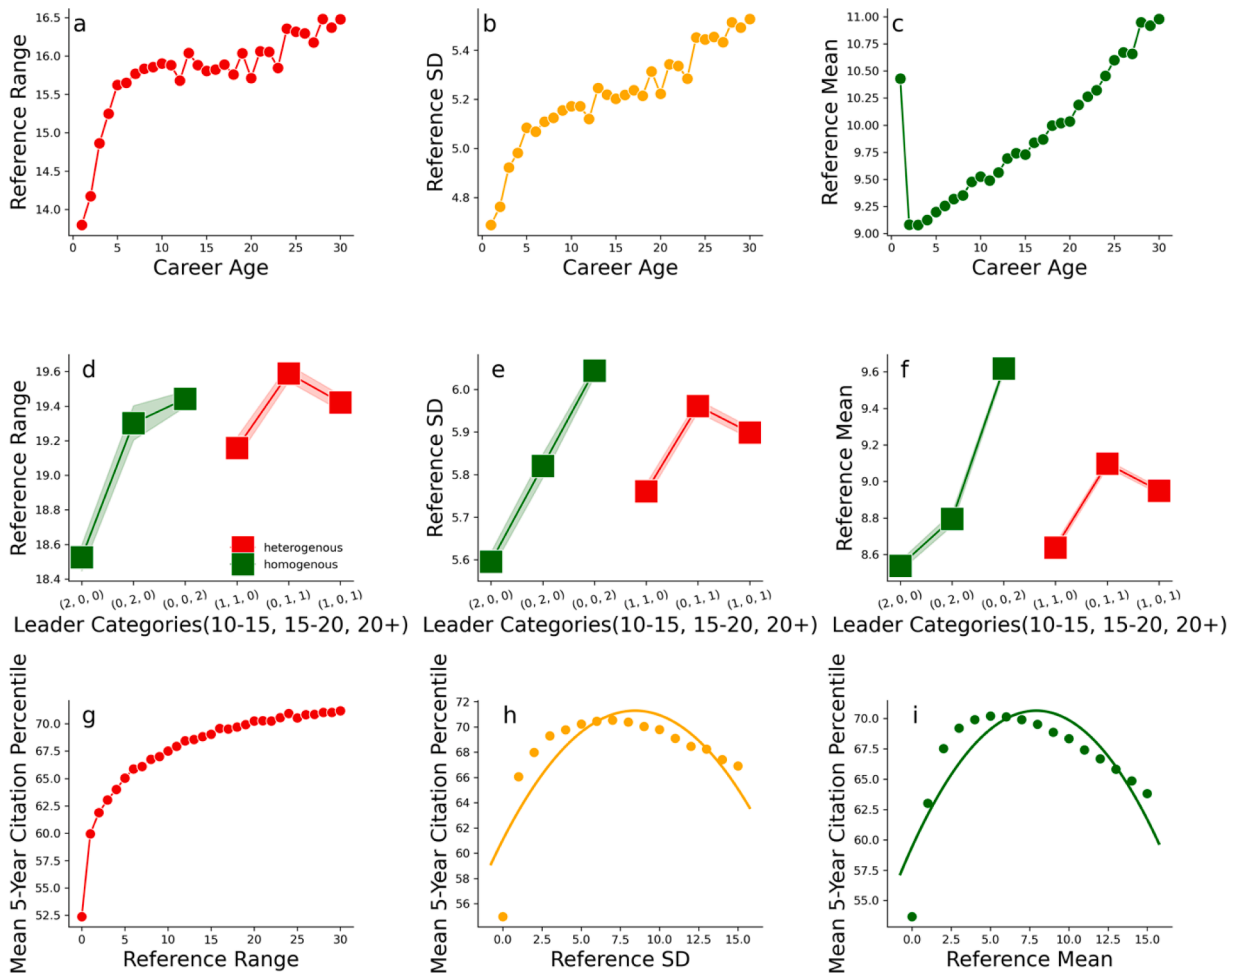 a
Reference Range
16.5
16.0
15.5
15.0
14.5
14.0
0 5 10 15 20 25 30
Career Age
b
Reference SD
5.4
5.2
5.0
4.8
0 5 10 15 20 25 30
Career Age
c
Reference Mean
11.00
10.75
10.50
10.25
10.00
9.75
9.50
9.25
9.00
0 5 10 15 20 25 30
Career Age
d
Reference Range
19.6
19.4
19.2
19.0
18.8
18.6
18.4
heterogenous
homogenous
(2, 0, 0) (0, 2, 0) (0, 0, 2) (1, 1, 0) (0, 1, 1) (1, 0, 1)
Leader Categories(10-15, 15-20, 20+)
e
Reference SD
6.0
5.9
5.8
5.7
5.6
(2, 0, 0) (0, 2, 0) (0, 0, 2) (1, 1, 0) (0, 1, 1) (1, 0, 1)
Leader Categories(10-15, 15-20, 20+)
f
Reference Mean
9.6
9.4
9.2
9.0
8.8
8.6
(2, 0, 0) (0, 2, 0) (0, 0, 2) (1, 1, 0) (0, 1, 1) (1, 0, 1)
Leader Categories(10-15, 15-20, 20+)
g
Mean 5-Year Citation Percentile
70.0
67.5
65.0
62.5
60.0
57.5
55.0
52.5
0 5 10 15 20 25 30
Reference Range
h
Mean 5-Year Citation Percentile
72
70
68
66
64
62
60
58
56
0.0 2.5 5.0 7.5 10.0 12.5 15.0
Reference SD
i
Mean 5-Year Citation Percentile
70.0
67.5
65.0
62.5
60.0
57.5
55.0
0.0 2.5 5.0 7.5 10.0 12.5 15.0
Reference Mean